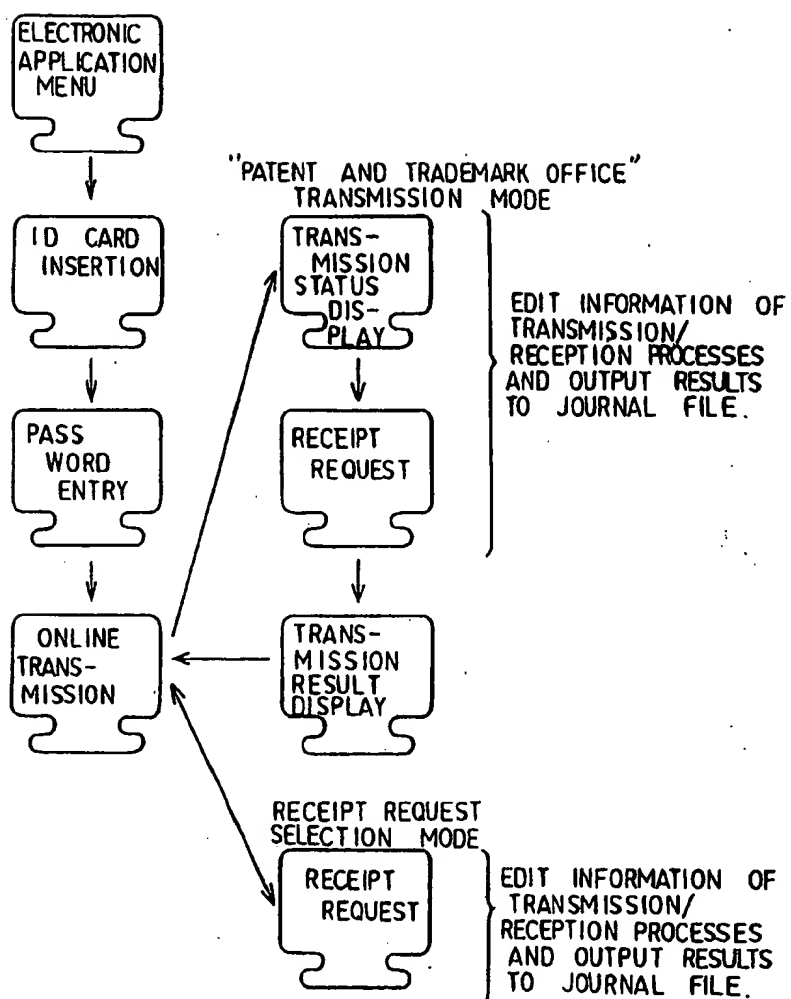 ELECTRONIC
APPLICATION
MENU
ID CARD
INSERTION
PASS
WORD
ENTRY
ONLINE
TRANS-
MISSION
"PATENT AND TRADEMARK OFFICE"
TRANSMISSION MODE
TRANS-
MISSION
STATUS
DIS-
PLAY
RECEIPT
REQUEST
TRANS-
MISSION
RESULT
DISPLAY
EDIT INFORMATION OF
TRANSMISSION/
RECEPTION PROCESSES
AND OUTPUT RESULTS
TO JOURNAL FILE.
RECEIPT REQUEST
SELECTION MODE
RECEIPT
REQUEST
EDIT INFORMATION OF
TRANSMISSION/
RECEPTION PROCESSES
AND OUTPUT RESULTS
TO JOURNAL FILE.